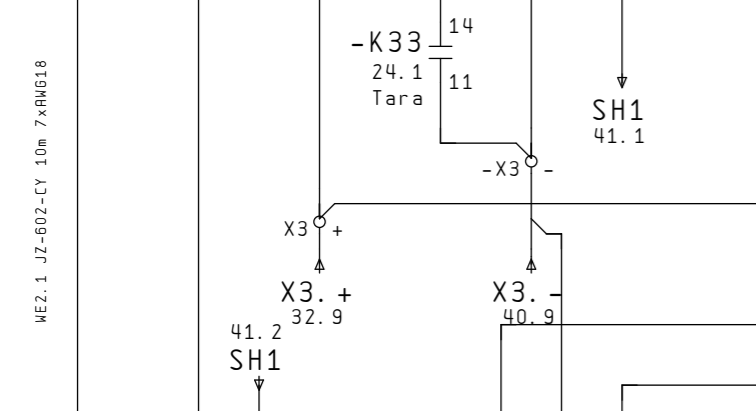 WE2.1 JZ-602-CY 10m 7xAWG18
14
-K33
24.1
Tara
11
SH1
41.1
-X3 -
X3 +
X3.+
32.9
X3.-
40.9
41.2
SH1